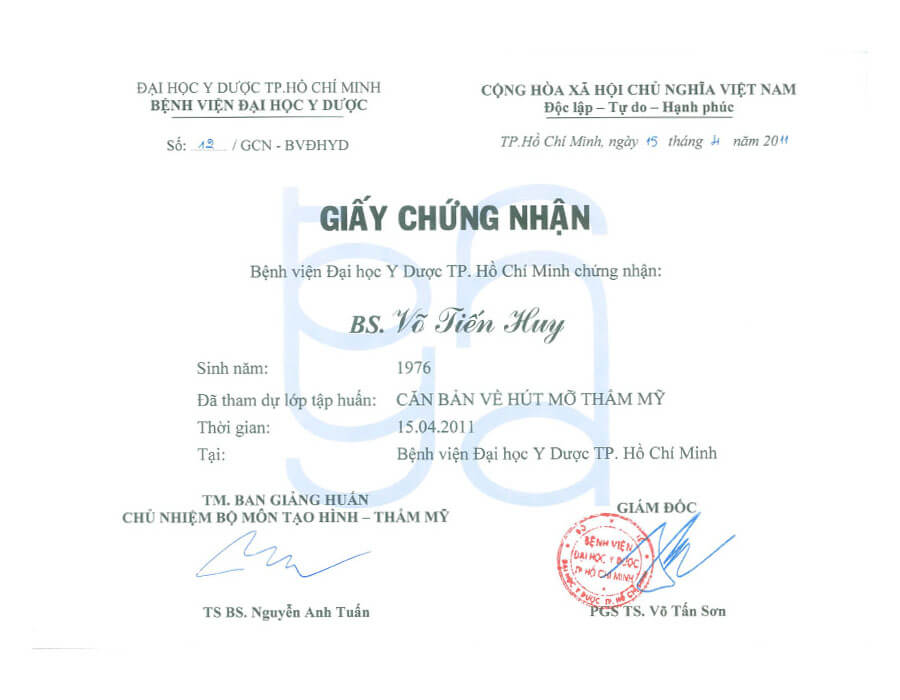 ĐẠI HỌC Y DƯỢC TP.HỒ CHÍ MINH
BỆNH VIỆN ĐẠI HỌC Y DƯỢC
Số: 12 / GCN - BVĐHYD
CỘNG HÒA XÃ HỘI CHỦ NGHĨA VIỆT NAM
Độc lập – Tự do – Hạnh phúc
TP.Hồ Chí Minh, ngày 15 tháng 4 năm 2011
GIẤY CHỨNG NHẬN
Bệnh viện Đại học Y Dược TP. Hồ Chí Minh chứng nhận:
BS. Võ Tiến Huy
Sinh năm: 1976
Đã tham dự lớp tập huấn: CĂN BẢN VỀ HÚT MỠ THẨM MỸ
Thời gian: 15.04.2011
Tại: Bệnh viện Đại học Y Dược TP. Hồ Chí Minh
TM. BAN GIẢNG HUẤN
CHỦ NHIỆM BỘ MÔN TẠO HÌNH – THẨM MỸ
TS BS. Nguyễn Anh Tuấn
GIÁM ĐỐC
BỆNH VIỆN
ĐẠI HỌC Y DƯỢC
TP HỒ CHÍ MINH
PGS TS. Võ Tấn Sơn